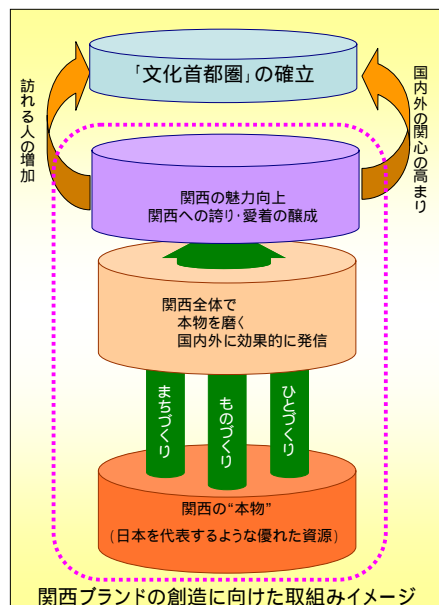 「文化首都圏」の確立
訪れる人の増加
国内外の関心の高まり
関西の魅力向上
関西への誇り・愛着の醸成
関西全体で
本物を磨く
国内外に効果的に発信
まちづくり
ものづくり
ひとづくり
関西の“本物”
(日本を代表するような優れた資源)
関西ブランドの創造に向けた取組みイメージ